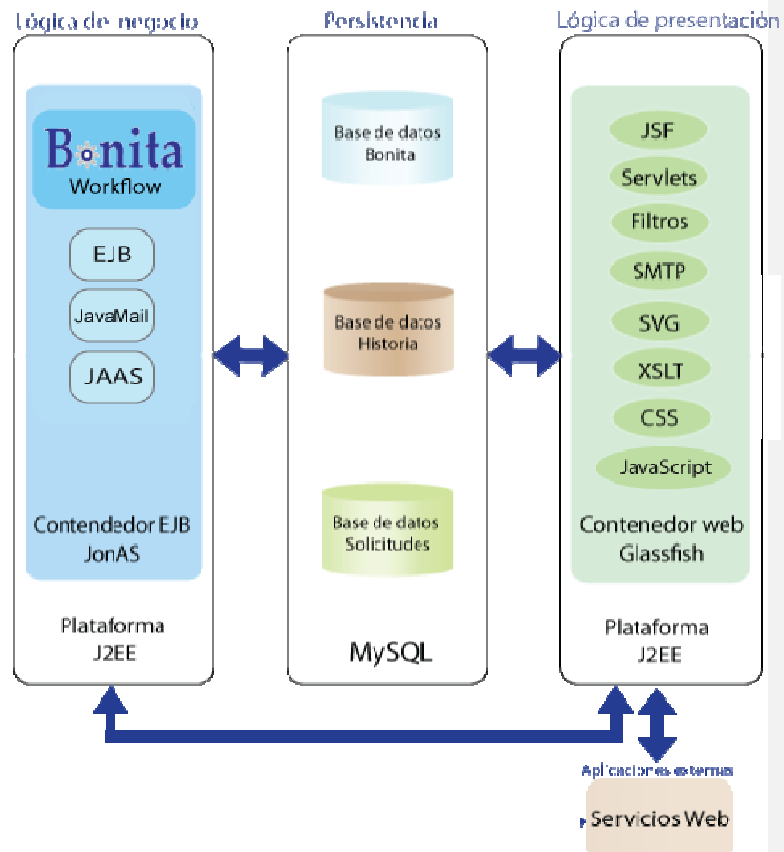 Lógica de negocio
Persistencia
Lógica de presentación
Bonita
Workflow
EJB
JavaMail
JAAS
Contendedor EJB
JonAS
Plataforma
J2EE
Base de datos
Bonita
Base de datos
Historia
Base de datos
Solicitudes
MySQL
JSF
Servlets
Filtros
SMTP
SVG
XSLT
CSS
JavaScript
Contenedor web
Glassfish
Plataforma
J2EE
Aplicaciones externas
Servicios Web